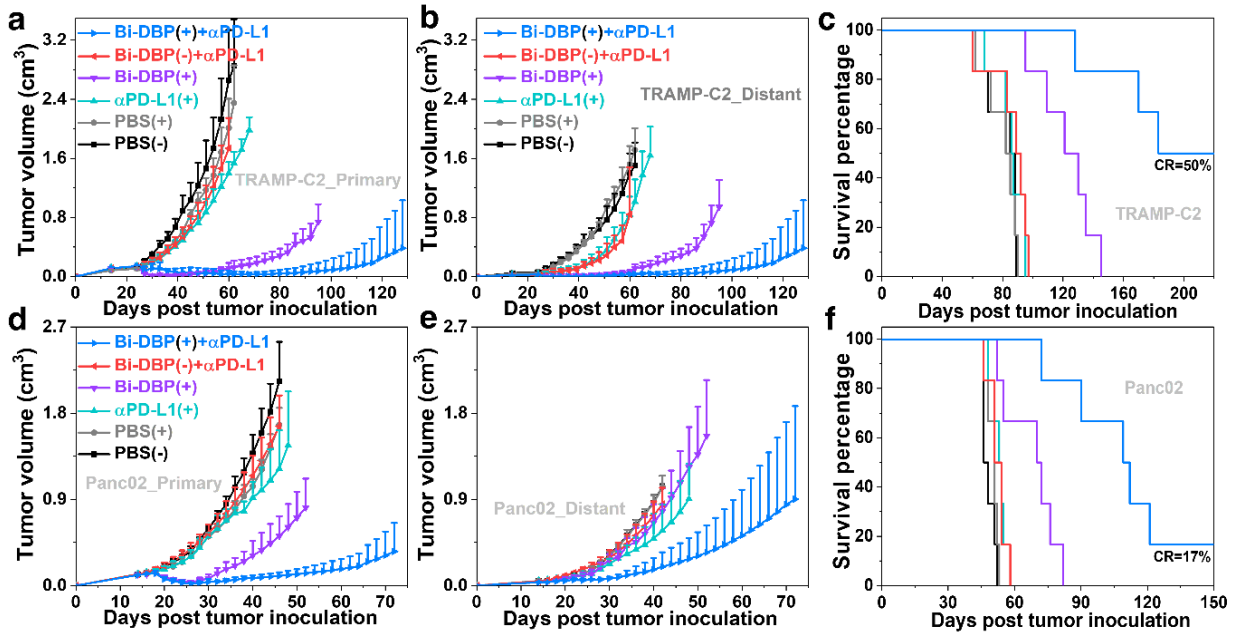 a
Tumor volume (cm³)
3.2
2.4
1.6
0.8
0.0
Bi-DBP(+)+αPD-L1
Bi-DBP(-)+αPD-L1
Bi-DBP(+)
αPD-L1(+)
PBS(+)
PBS(-)
TRAMP-C2_Primary
0 20 40 60 80 100 120
Days post tumor inoculation
b
Tumor volume (cm³)
3.2
2.4
1.6
0.8
0.0
Bi-DBP(+)+αPD-L1
Bi-DBP(-)+αPD-L1
Bi-DBP(+)
αPD-L1(+)
PBS(+)
PBS(-)
TRAMP-C2_Distant
0 20 40 60 80 100 120
Days post tumor inoculation
c
Survival percentage
100
80
60
40
20
0
CR=50%
TRAMP-C2
0 40 80 120 160 200
Days post tumor inoculation
d
Tumor volume (cm³)
2.7
1.8
0.9
0.0
Bi-DBP(+)+αPD-L1
Bi-DBP(-)+αPD-L1
Bi-DBP(+)
αPD-L1(+)
PBS(+)
PBS(-)
Panc02_Primary
0 10 20 30 40 50 60 70
Days post tumor inoculation
e
Tumor volume (cm³)
2.7
1.8
0.9
0.0
Panc02_Distant
0 10 20 30 40 50 60 70
Days post tumor inoculation
f
Survival percentage
100
80
60
40
20
0
Panc02
CR=17%
0 30 60 90 120 150
Days post tumor inoculation